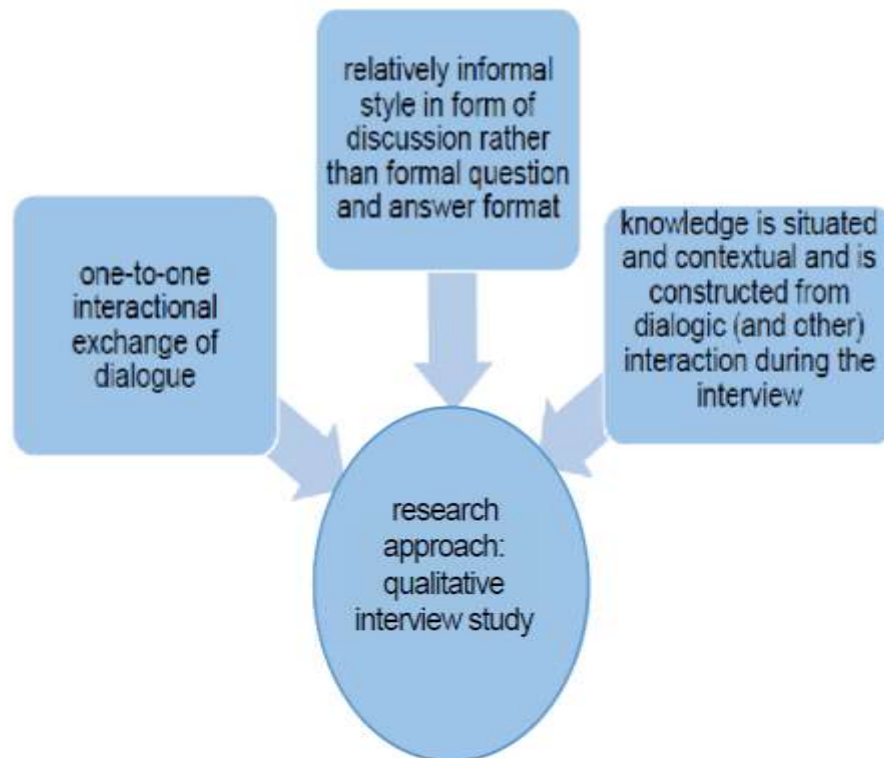 relatively informal
style in form of
discussion rather
than formal question
and answer format
one-to-one
interactional
exchange of
dialogue
knowledge is situated
and contextual and is
constructed from
dialogic (and other)
interaction during the
interview
research
approach:
qualitative
interview study